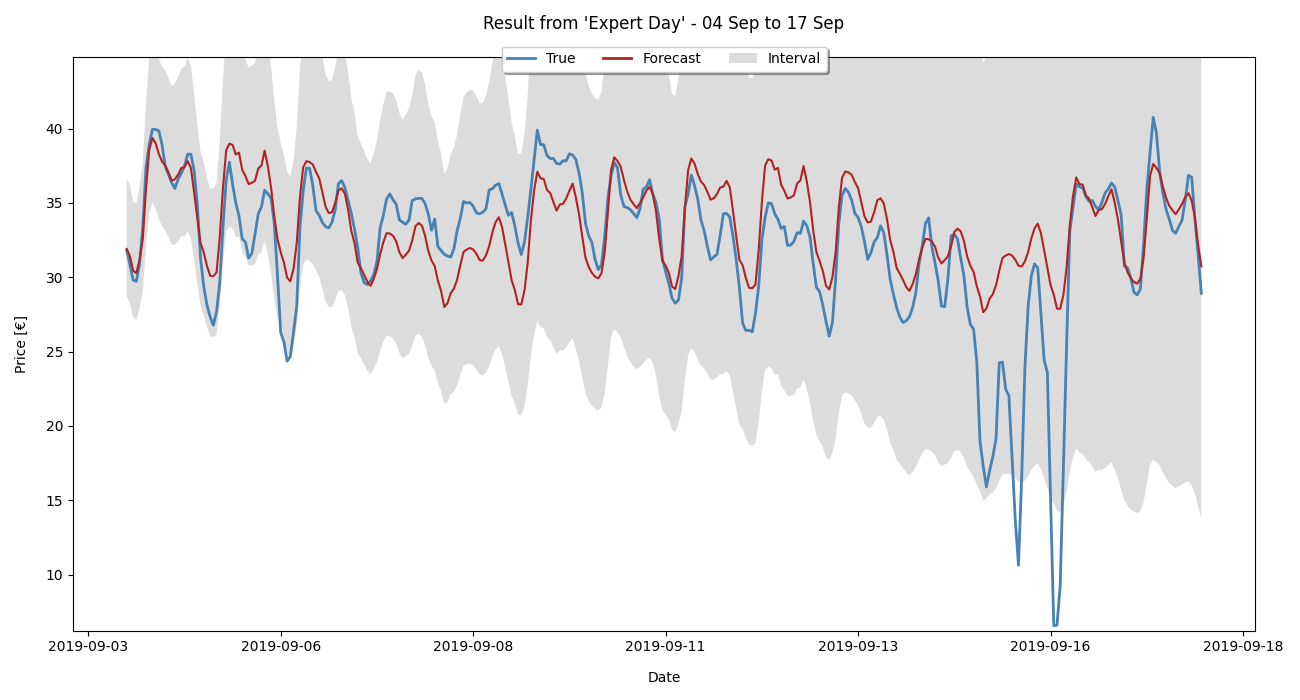 Result from 'Expert Day' - 04 Sep to 17 Sep
True Forecast Interval
Price [€]
40
35
30
25
20
15
10
2019-09-03 2019-09-06 2019-09-08 2019-09-11 2019-09-13 2019-09-16 2019-09-18
Date